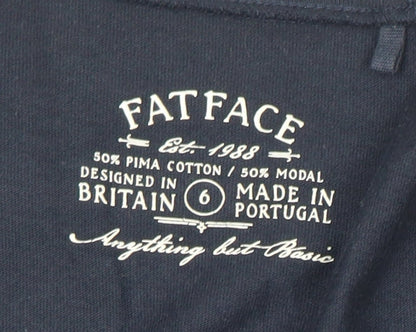 FATFACE
Est. 1988
50% PIMA COTTON / 50% MODAL
DESIGNED IN BRITAIN 6 MADE IN PORTUGAL
Anything but Basic